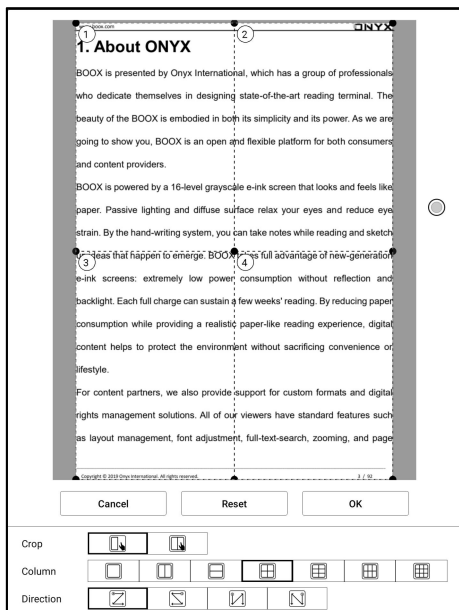 www.boox.com
ONYX
1
2
1. About ONYX
BOOX is presented by Onyx International, which has a group of professionals
who dedicate themselves in designing state-of-the-art reading terminal. The
beauty of the BOOX is embodied in both its simplicity and its power. As we are
going to show you, BOOX is an open and flexible platform for both consumers
and content providers.
BOOX is powered by a 16-level grayscale e-ink screen that looks and feels like
paper. Passive lighting and diffuse surface relax your eyes and reduce eye
strain. By the hand-writing system, you can take notes while reading and sketch
ideas that happen to emerge. BOOX full advantage of new-generation
3
4
e-ink screens: extremely low power consumption without reflection and
backlight. Each full charge can sustain a few weeks' reading. By reducing paper
consumption while providing a realistic paper-like reading experience, digital
content helps to protect the environment without sacrificing convenience or
lifestyle.
For content partners, we also provide support for custom formats and digital
rights management solutions. All of our viewers have standard features such
as layout management, font adjustment, full-text-search, zooming, and page
Copyright © 2019 Onyx International. All rights reserved.
3 / 92
Cancel
Reset
OK
Crop
Column
Direction